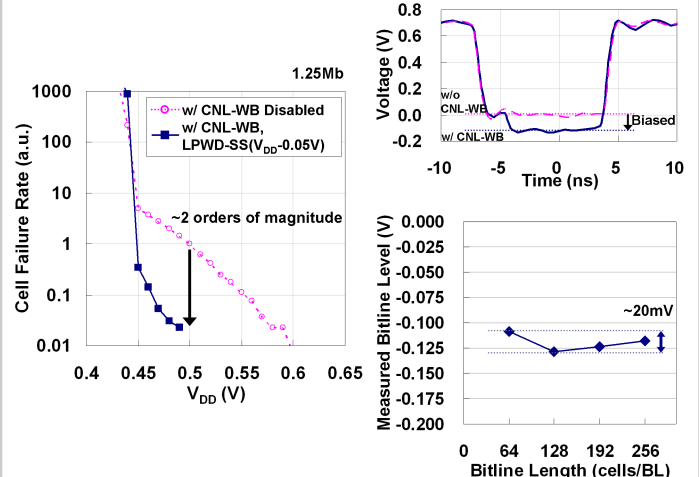 1.25Mb
1000
100
10
1
0.1
0.01
Cell Failure Rate (a.u.)
w/ CNL-WB Disabled
w/ CNL-WB,
LPWD-SS(VDD-0.05V)
~2 orders of magnitude
0.4 0.45 0.5 0.55 0.6 0.65
VDD (V)
0.8
0.6
0.4
0.2
0.0
-0.2
Voltage (V)
w/o
CNL-WB
w/ CNL-WB
Biased
-10 -5 0 5 10
Time (ns)
0.000
-0.025
-0.050
-0.075
-0.100
-0.125
-0.150
-0.175
-0.200
Measured Bitline Level (V)
~20mV
0 64 128 192 256
Bitline Length (cells/BL)